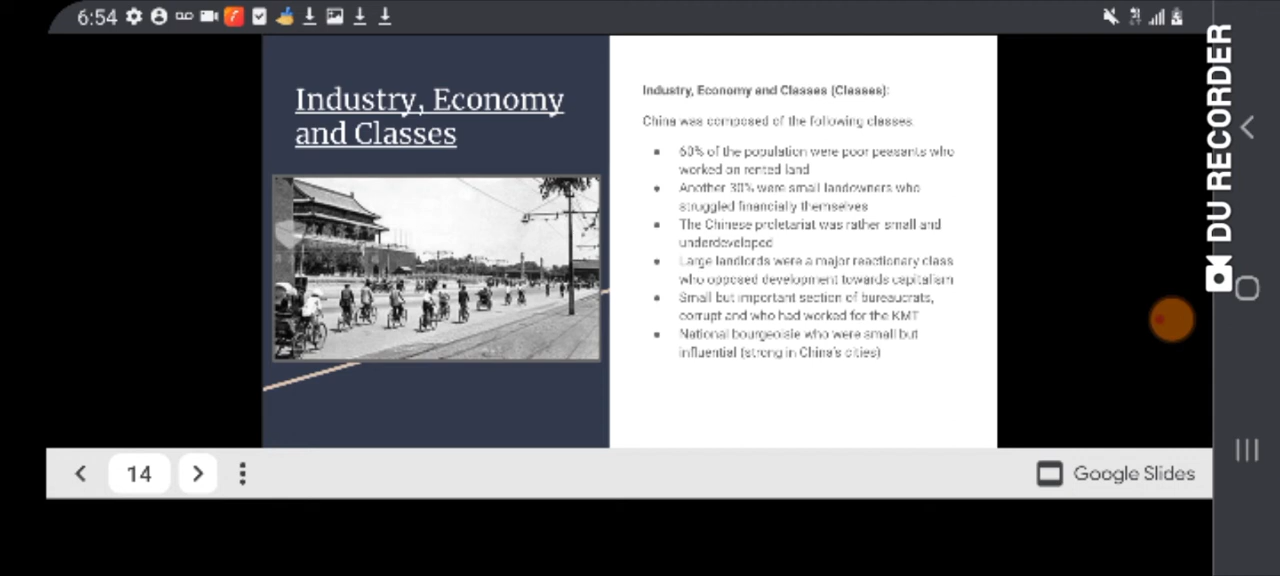 6:54
Industry, Economy
and Classes
Industry, Economy and Classes (Classes):
China was composed of the following classes:
60% of the population were poor peasants who
worked on rented land
Another 30% were small landowners who
struggled financially themselves
The Chinese proletariat was rather small and
underdeveloped
Large landlords were a major reactionary class
who opposed development towards capitalism
Small but important section of bureaucrats,
corrupt and who had worked for the KMT
National bourgeoisie who were small but
influential (strong in China's cities)
14
Google Slides
DU RECORDER